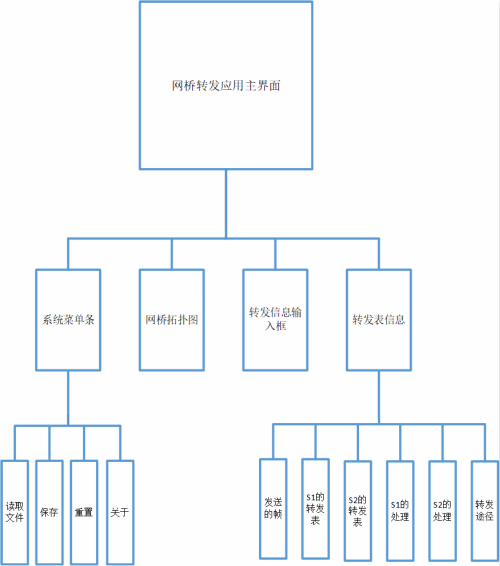 网桥转发应用主界面
系统菜单条
网桥拓扑图
转发信息输
入框
转发表信息
读取
文件
保存
重置
关于
发送
的帧
S1的
转发
表
S2的
转发
表
S1的
处理
S2的
处理
转发
途径